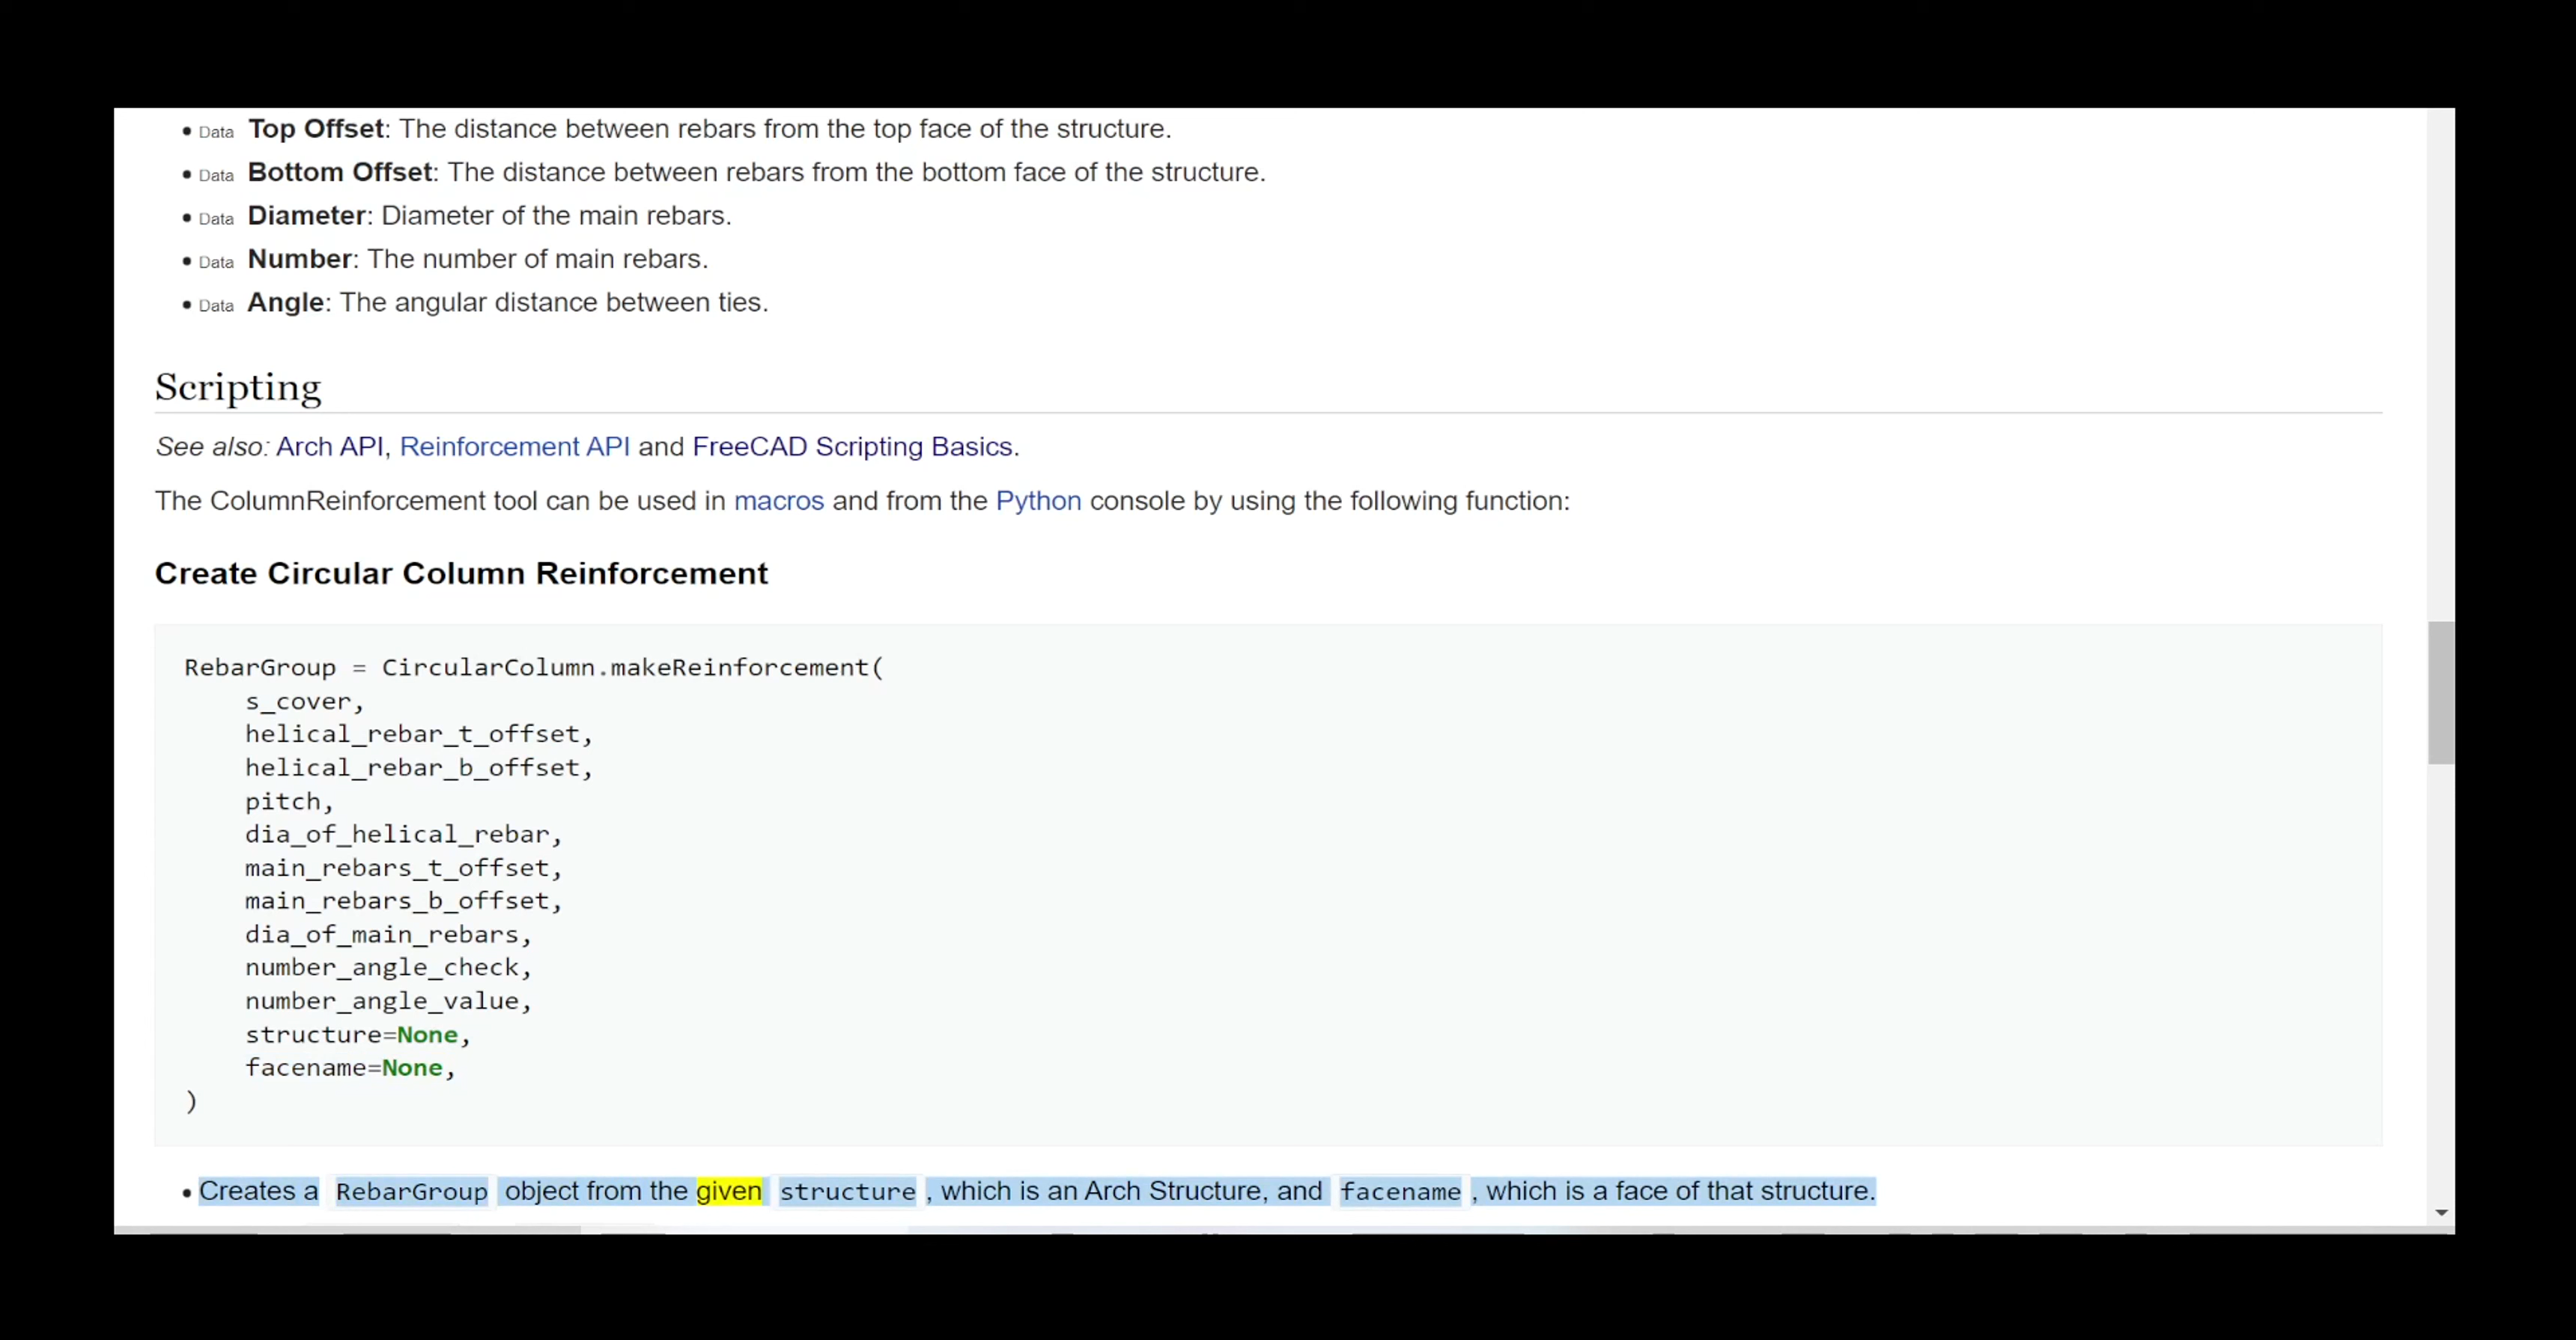 • Data Top Offset: The distance between rebars from the top face of the structure.
• Data Bottom Offset: The distance between rebars from the bottom face of the structure.
• Data Diameter: Diameter of the main rebars.
• Data Number: The number of main rebars.
• Data Angle: The angular distance between ties.
Scripting
See also: Arch API, Reinforcement API and FreeCAD Scripting Basics.
The ColumnReinforcement tool can be used in macros and from the Python console by using the following function:
Create Circular Column Reinforcement
RebarGroup = CircularColumn.makeReinforcement(
    s_cover,
    helical_rebar_t_offset,
    helical_rebar_b_offset,
    pitch,
    dia_of_helical_rebar,
    main_rebars_t_offset,
    main_rebars_b_offset,
    dia_of_main_rebars,
    number_angle_check,
    number_angle_value,
    structure=None,
    facename=None,
)
• Creates a RebarGroup object from the given structure, which is an Arch Structure, and facename, which is a face of that structure.